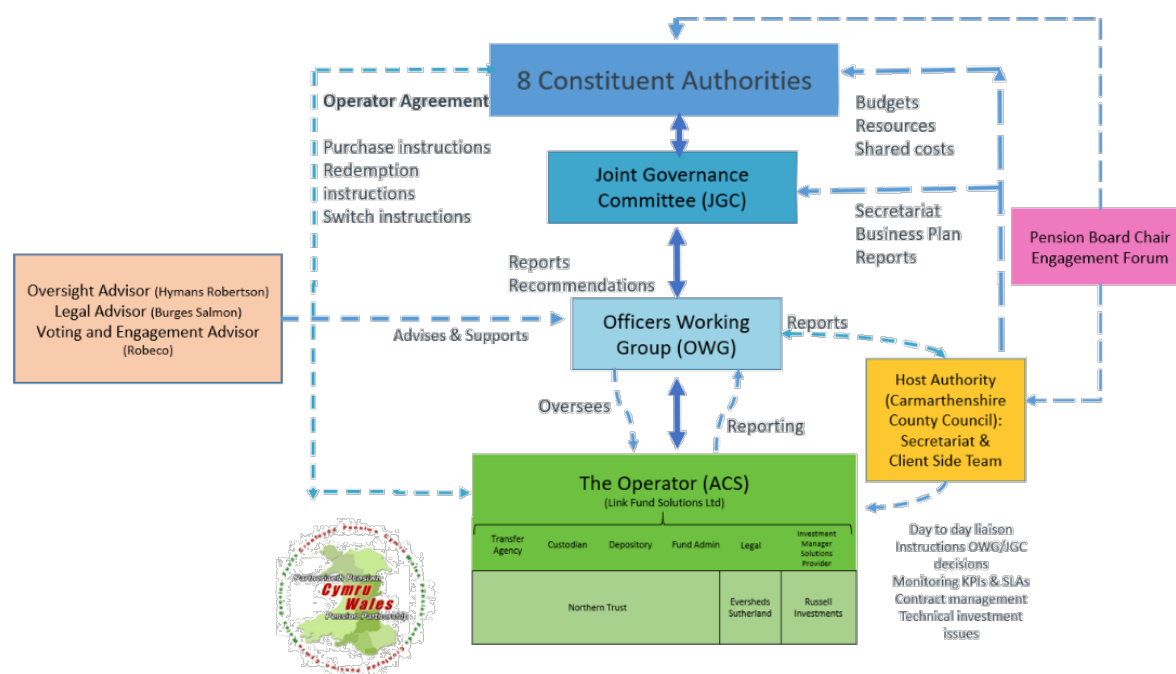 8 Constituent Authorities
Operator Agreement
Purchase instructions
Redemption
instructions
Switch instructions
Budgets
Resources
Shared costs
Joint Governance
Committee (JGC)
Secretariat
Business Plan
Reports
Pension Board Chair
Engagement Forum
Reports
Recommendations
Oversight Advisor (Hymans Robertson)
Legal Advisor (Burges Salmon)
Voting and Engagement Advisor
(Robeco)
Advises & Supports
Officers Working
Group (OWG)
Reports
Host Authority
(Carmarthenshire
County Council):
Secretariat &
Client Side Team
Oversees
Reporting
The Operator (ACS)
(Link Fund Solutions Ltd)
Transfer
Agency
Custodian
Depository
Fund Admin
Legal
Investment
Manager
Solutions
Provider
Northern Trust
Eversheds
Sutherland
Russell
Investments
Day to day liaison
Instructions OWG/JGC
decisions
Monitoring KPIs & SLAs
Contract management
Technical investment
issues
Partneriaeth Pensiwn
Cymru
Wales
Pension Partnership